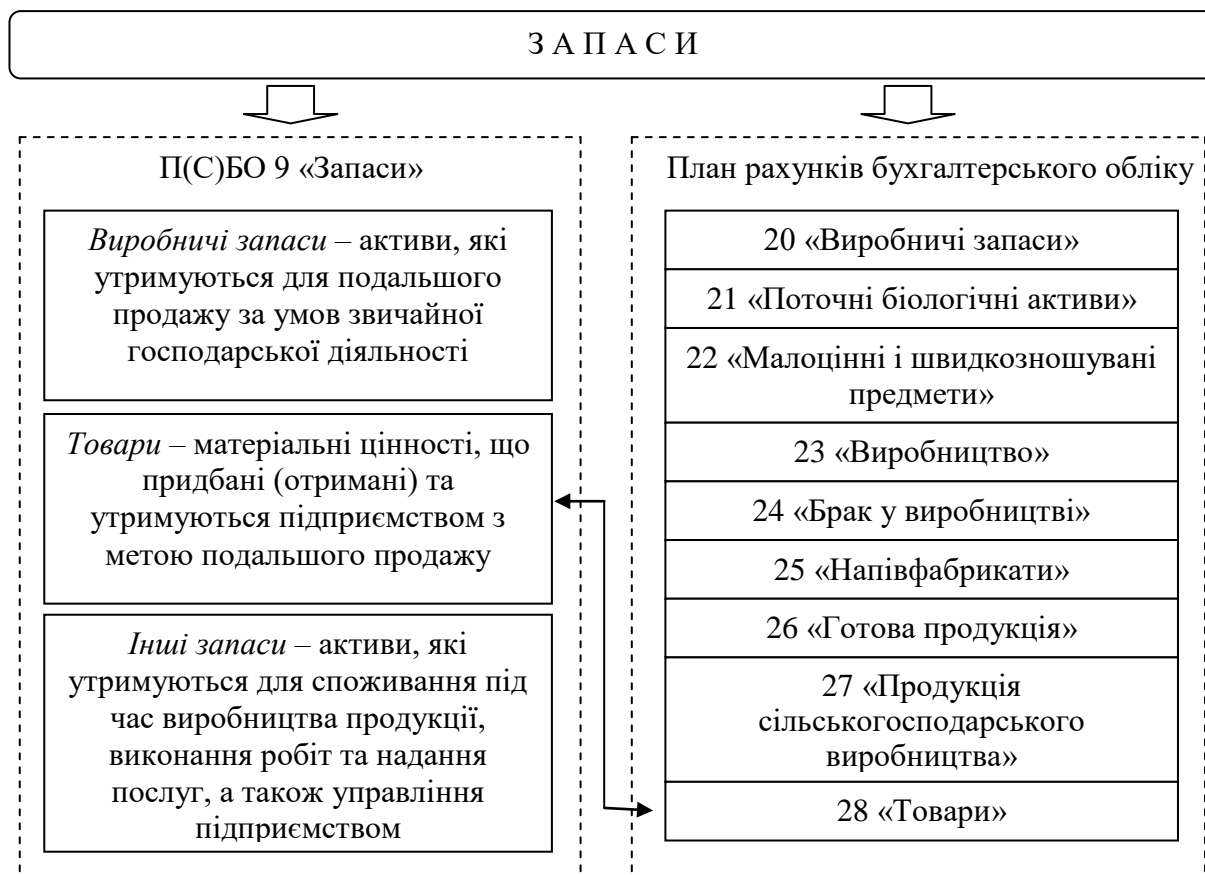 З А П А С И
П(С)БО 9 «Запаси»
Виробничі запаси – активи, які
утримуються для подальшого
продажу за умов звичайної
господарської діяльності
Товари – матеріальні цінності, що
придбані (отримані) та
утримуються підприємством з
метою подальшого продажу
Інші запаси – активи, які
утримуються для споживання під
час виробництва продукції,
виконання робіт та надання
послуг, а також управління
підприємством
План рахунків бухгалтерського обліку
20 «Виробничі запаси»
21 «Поточні біологічні активи»
22 «Малоцінні і швидкозношувані
предмети»
23 «Виробництво»
24 «Брак у виробництві»
25 «Напівфабрикати»
26 «Готова продукція»
27 «Продукція
сільськогосподарського
виробництва»
28 «Товари»